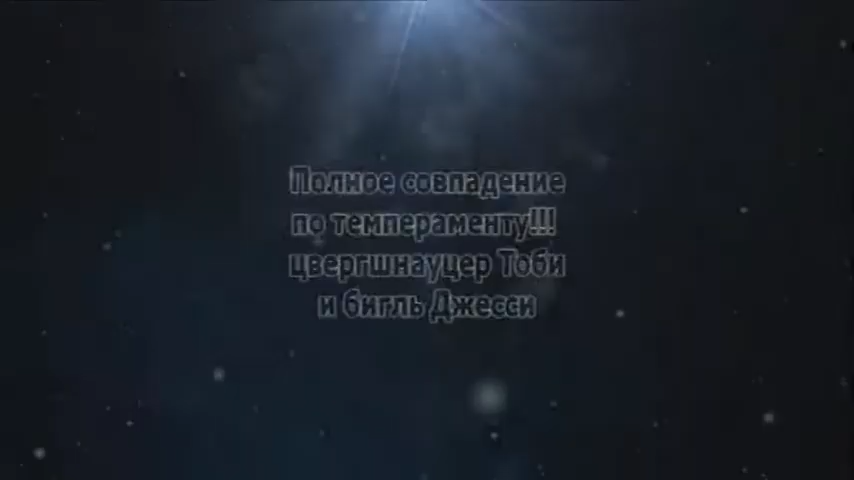 Полное совпадение
по темпераменту!!!
цвергшнауцер Тоби
и бигль Джесси